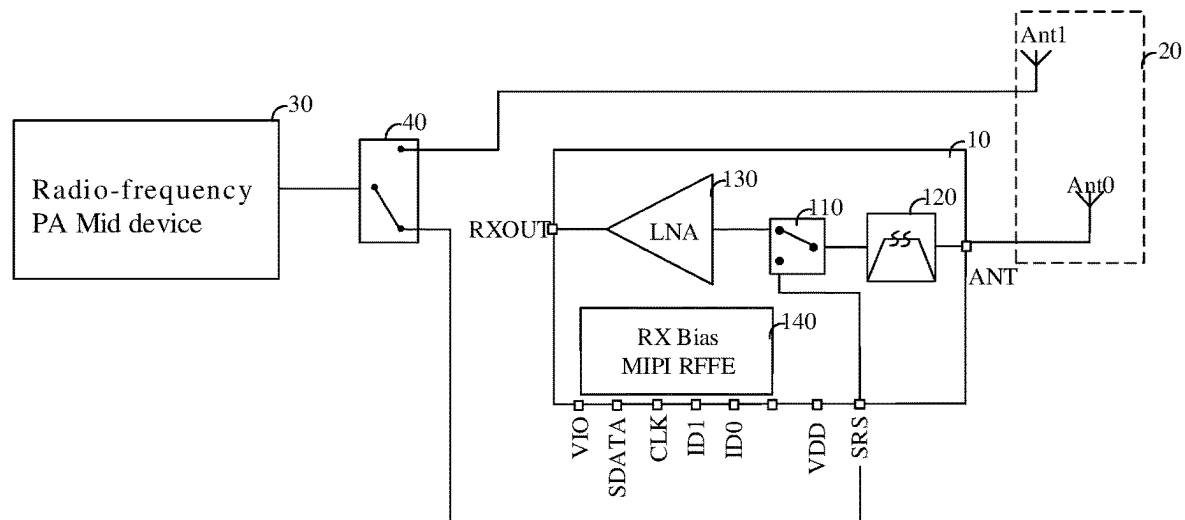 Ant1
20
30
40
10
Radio-frequency
PA Mid device
130
110
120
Ant0
RXOUT
LNA
ANT
RX Bias
MIPI RFFE
140
VIO
SDATA
CLK
ID1
ID0
VDD
SRS